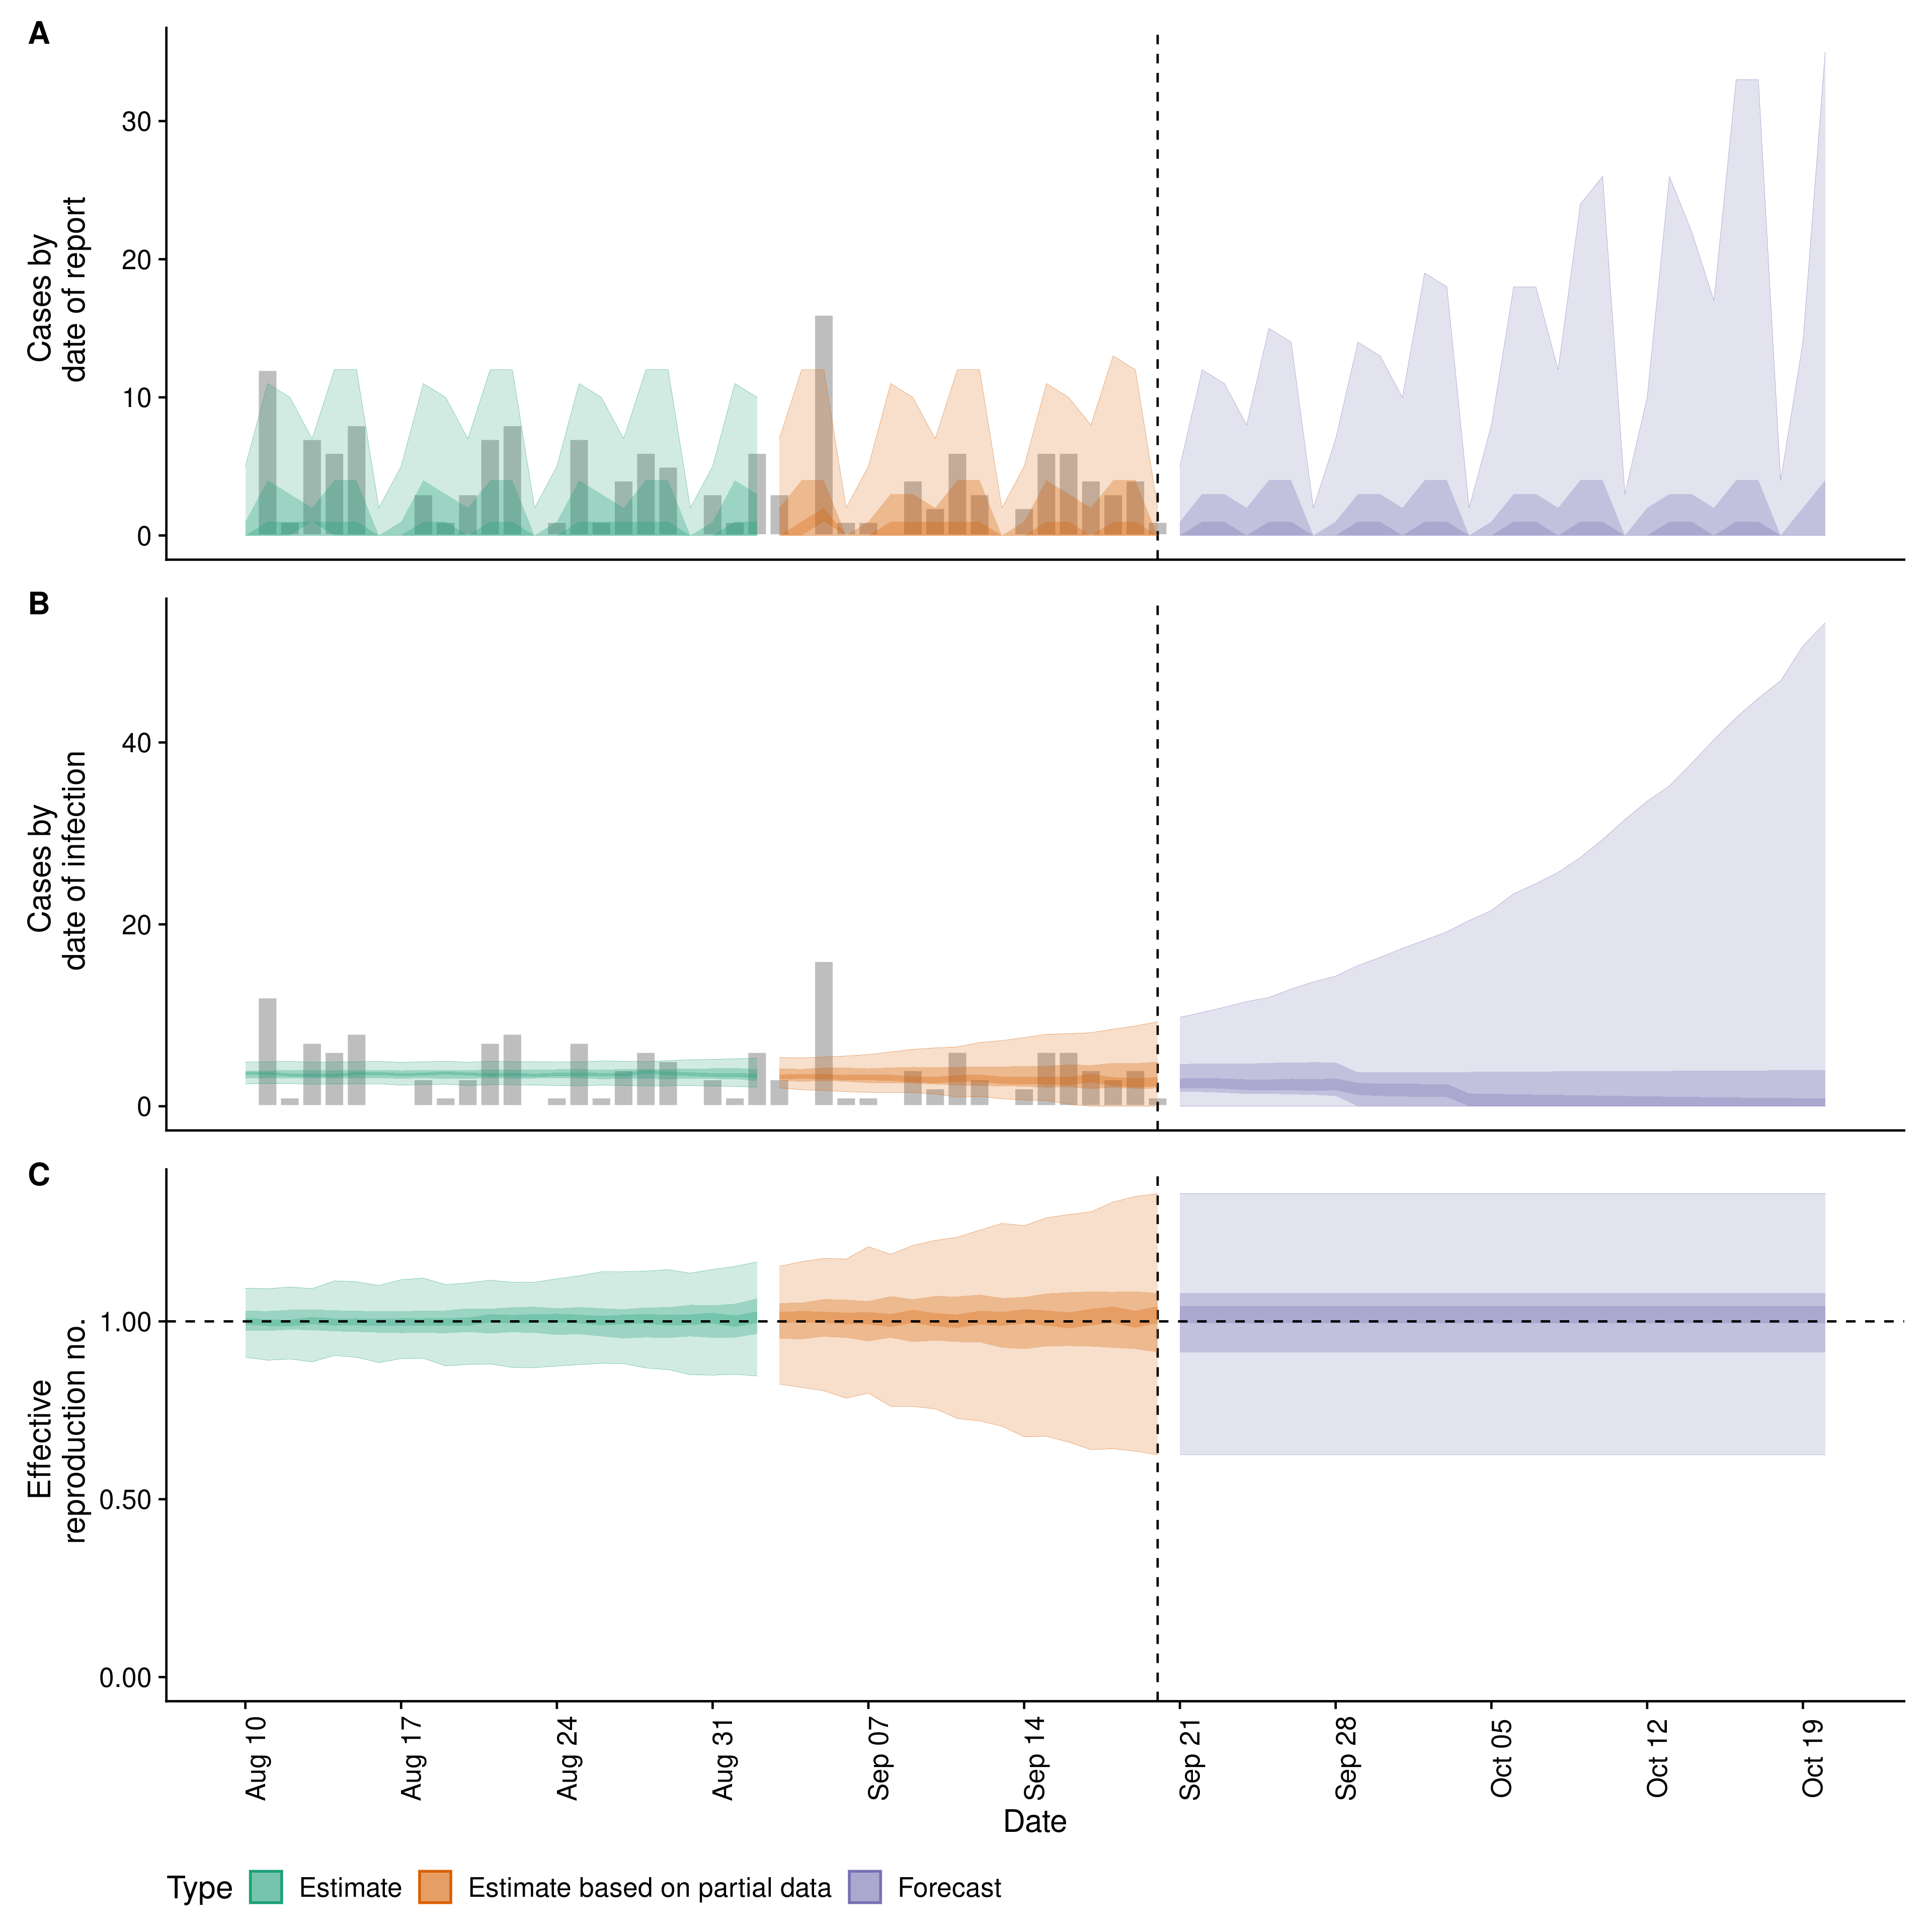 A
Cases by
date of report
30
20
10
0
B
Cases by
date of infection
40
20
0
C
Effective
reproduction no.
1.00
0.50
0.00
Aug 10
Aug 17
Aug 24
Aug 31
Sep 07
Sep 14
Sep 21
Sep 28
Oct 05
Oct 12
Oct 19
Date
Type Estimate Estimate based on partial data Forecast